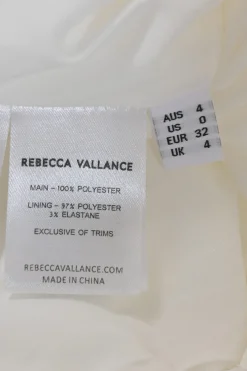 REBECCA VALLANCE
MAIN – 100% POLYESTER
LINING – 97% POLYESTER
3% ELASTANE
EXCLUSIVE OF TRIMS
REBECCAVALLANCE.COM
MADE IN CHINA
AUS 4
US 0
EUR 32
UK 4